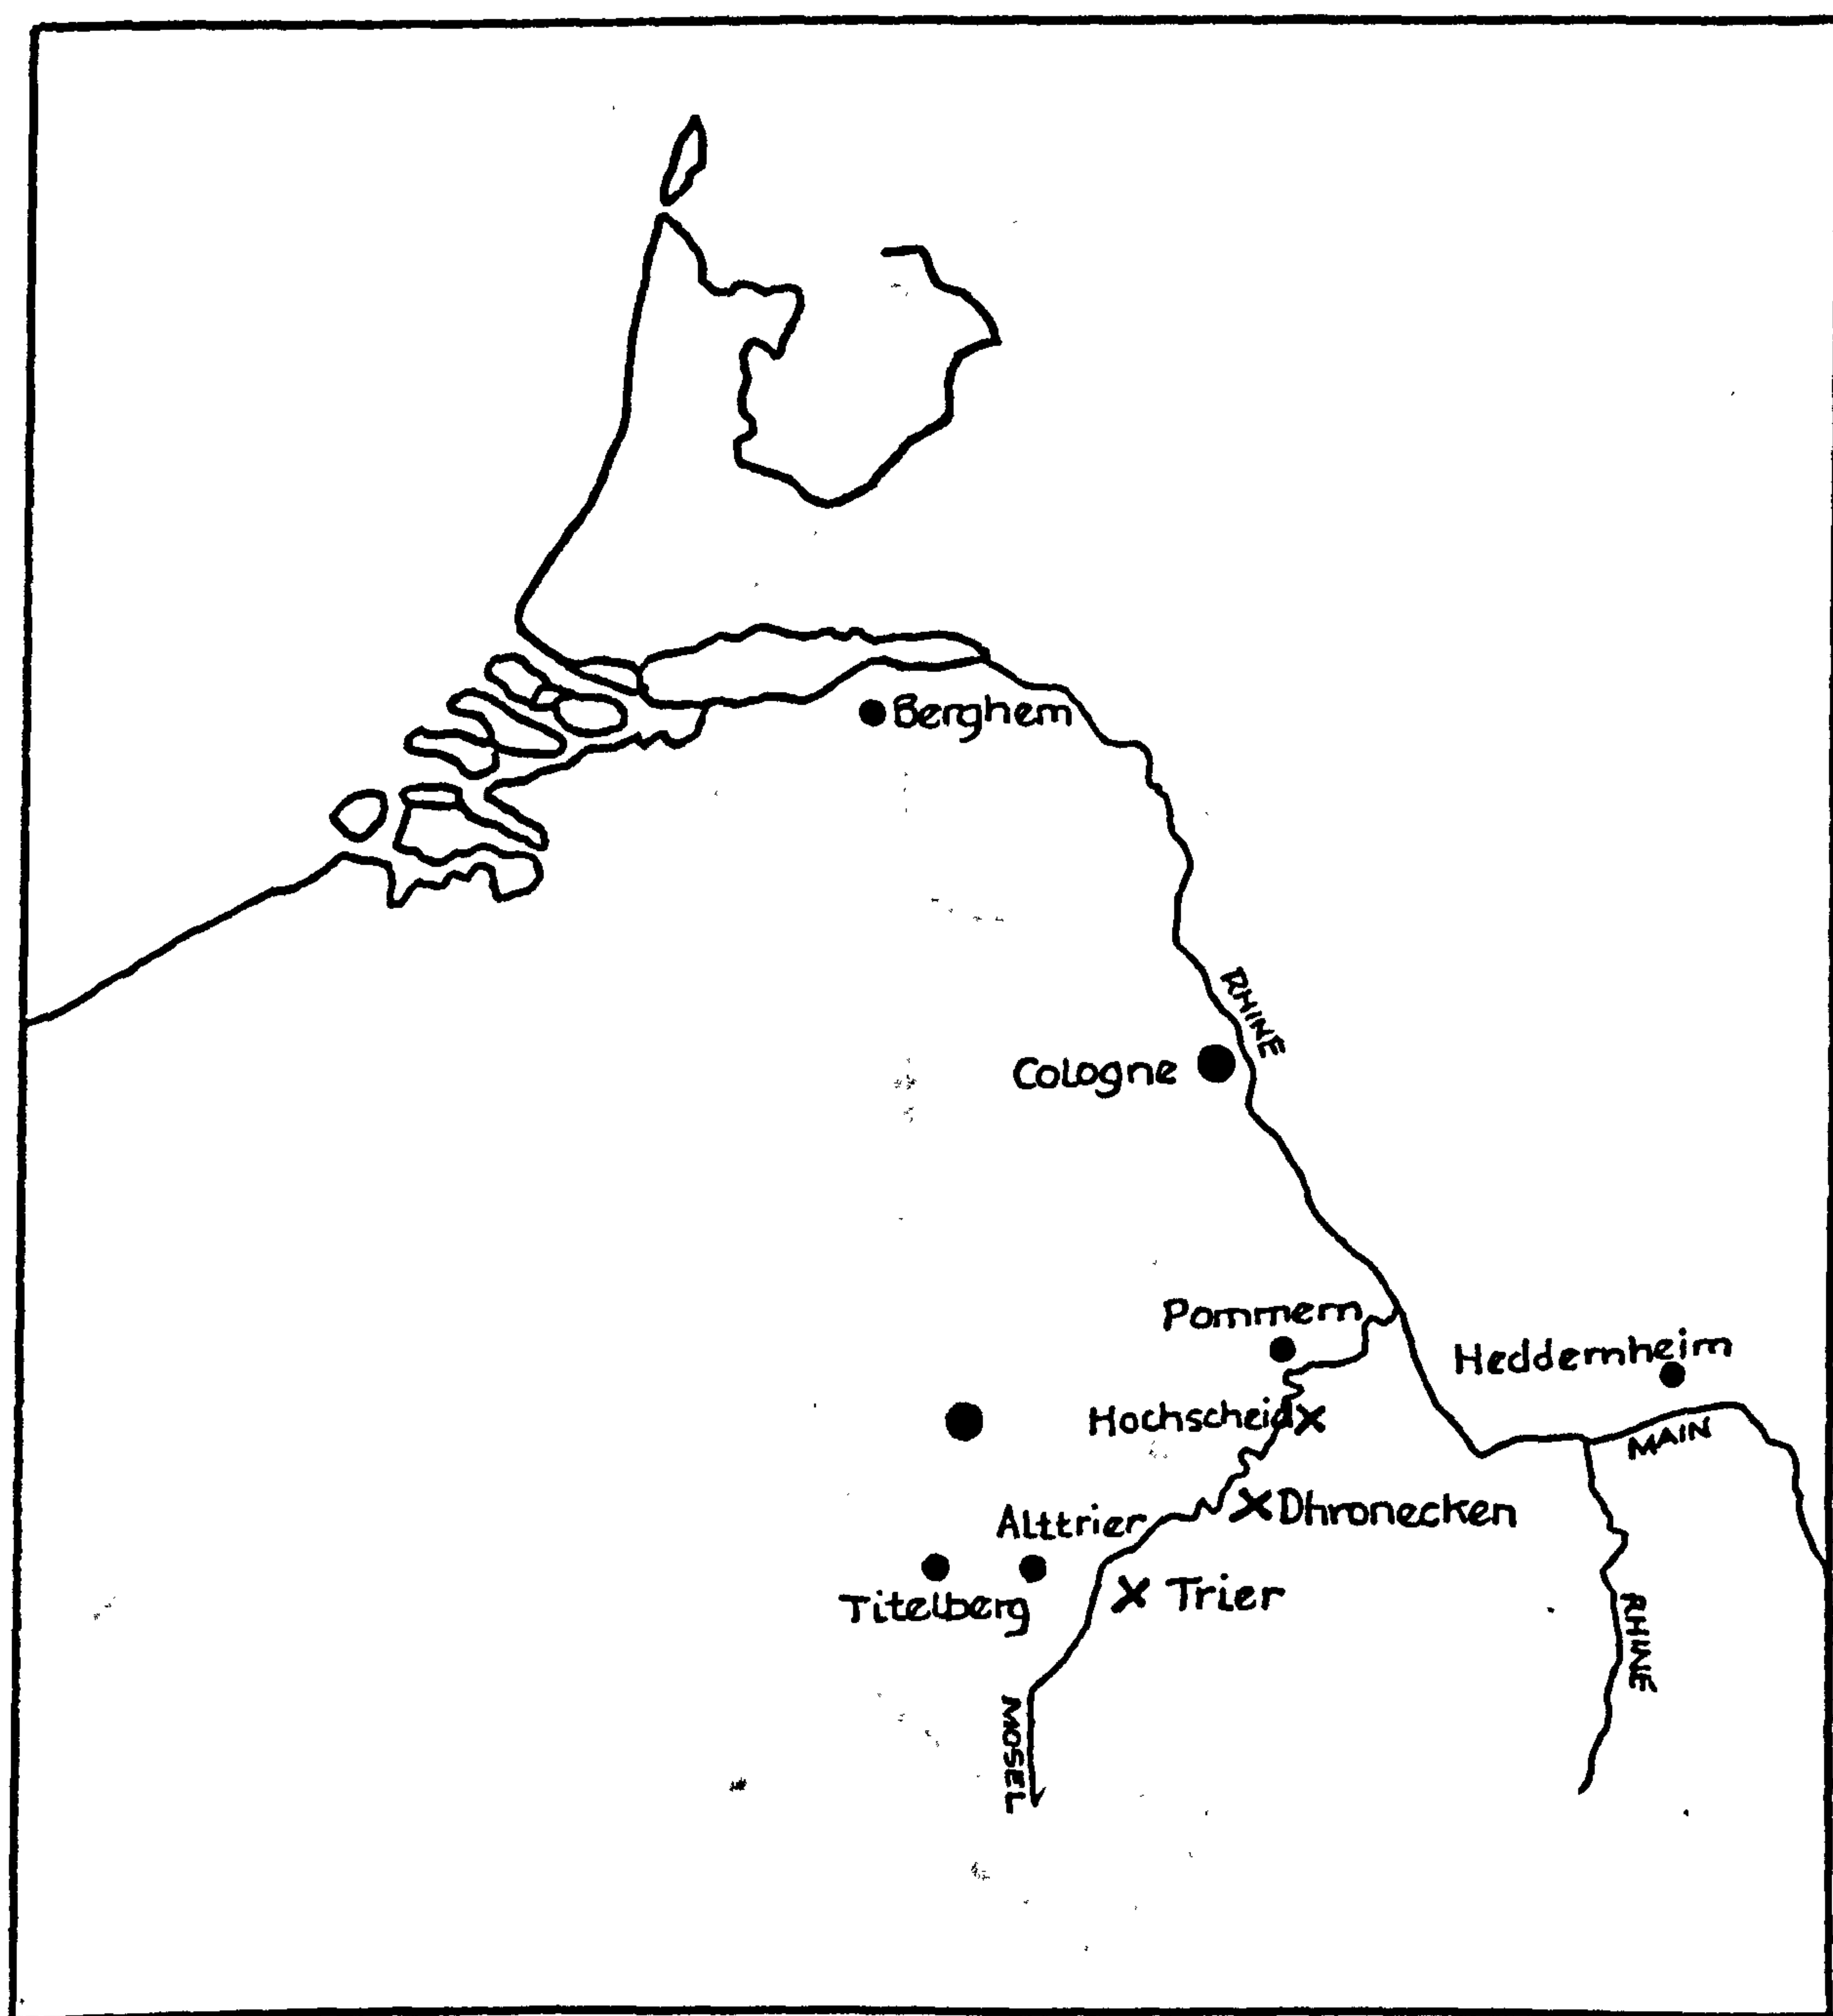 Berghem
RHINE
Cologne
Pommern
Heddernheim
Hochscheid
MAIN
Dhronecken
Alttrier
Trier
Titelberg
RHINE
MOSEL